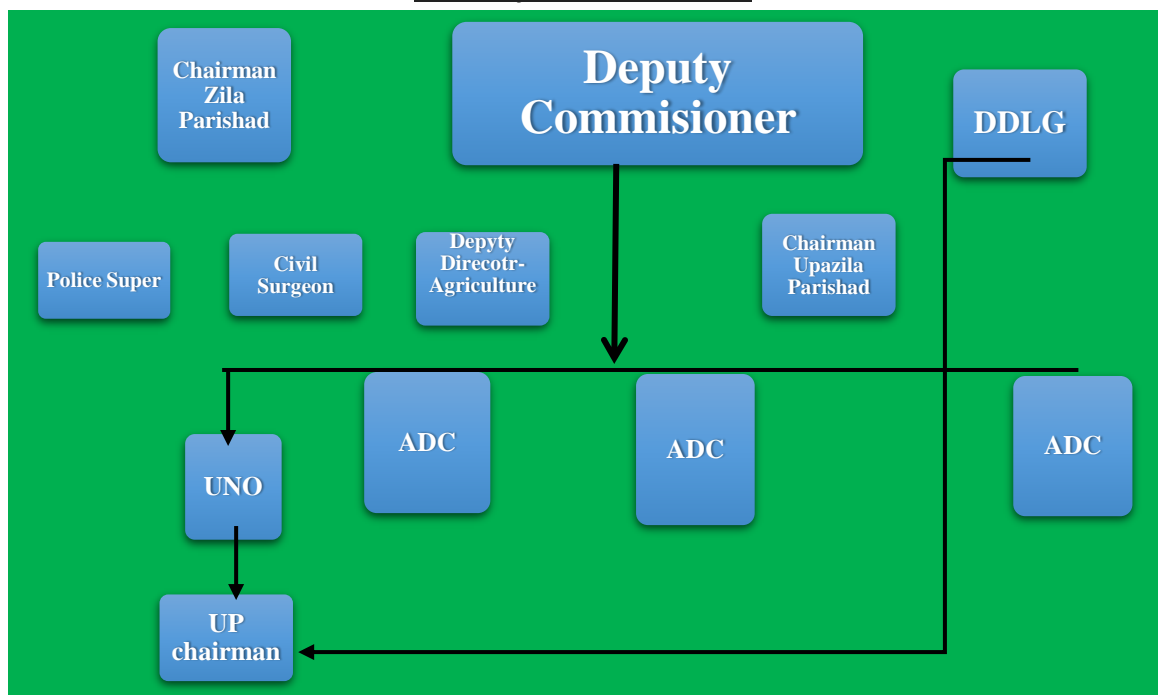 Chairman
Zila
Parishad
Deputy
Commisioner
DDLG
Police Super
Civil
Surgeon
Depyty
Direcotr-
Agriculture
Chairman
Upazila
Parishad
ADC
ADC
ADC
UNO
UP
chairman